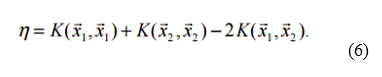 η = K(x⃗₁,x⃗₁) + K(x⃗₂,x⃗₂) − 2K(x⃗₁,x⃗₂). (6)